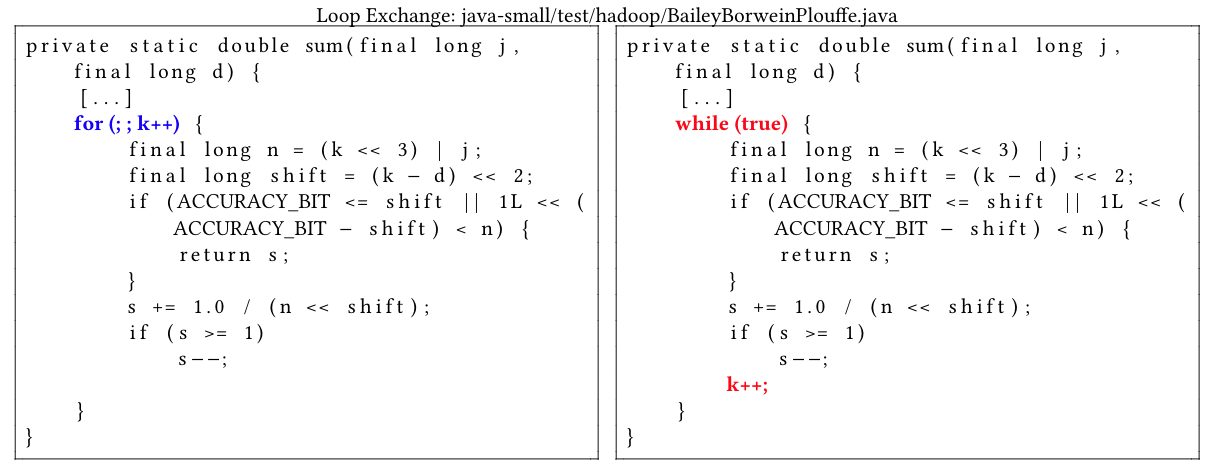 Loop Exchange: java-small/test/hadoop/BaileyBorweinPlouffe.java
private static double sum(final long j,
final long d) {
[...]
for (; ; k++) {
final long n = (k << 3) | j;
final long shift = (k − d) << 2;
if (ACCURACY_BIT <= shift || 1L << (
ACCURACY_BIT − shift) < n) {
return s;
}
s += 1.0 / (n << shift);
if (s >= 1)
s−−;
}
}
private static double sum(final long j,
final long d) {
[...]
while (true) {
final long n = (k << 3) | j;
final long shift = (k − d) << 2;
if (ACCURACY_BIT <= shift || 1L << (
ACCURACY_BIT − shift) < n) {
return s;
}
s += 1.0 / (n << shift);
if (s >= 1)
s−−;
k++;
}
}